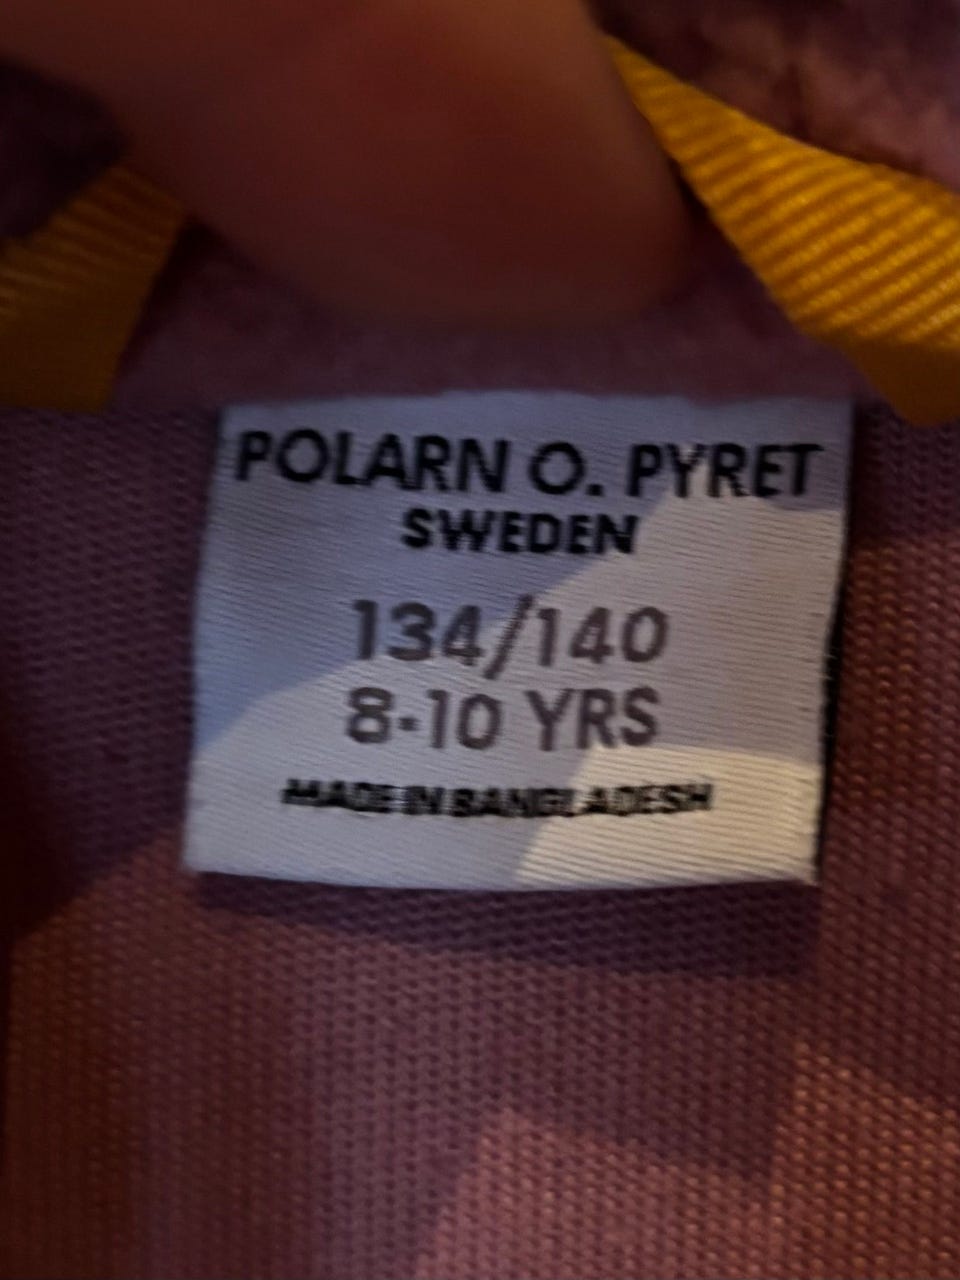 POLARN O. PYRET
SWEDEN
134/140
8-10 YRS
MADE IN BANGLADESH